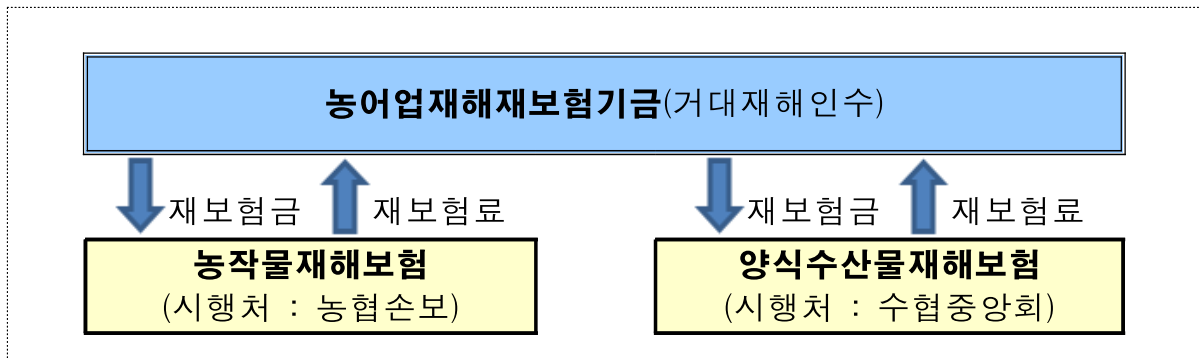 농어업재해재보험기금(거대재해인수)
재보험금 재보험료 재보험금 재보험료
농작물재해보험
(시행처 : 농협손보)
양식수산물재해보험
(시행처 : 수협중앙회)